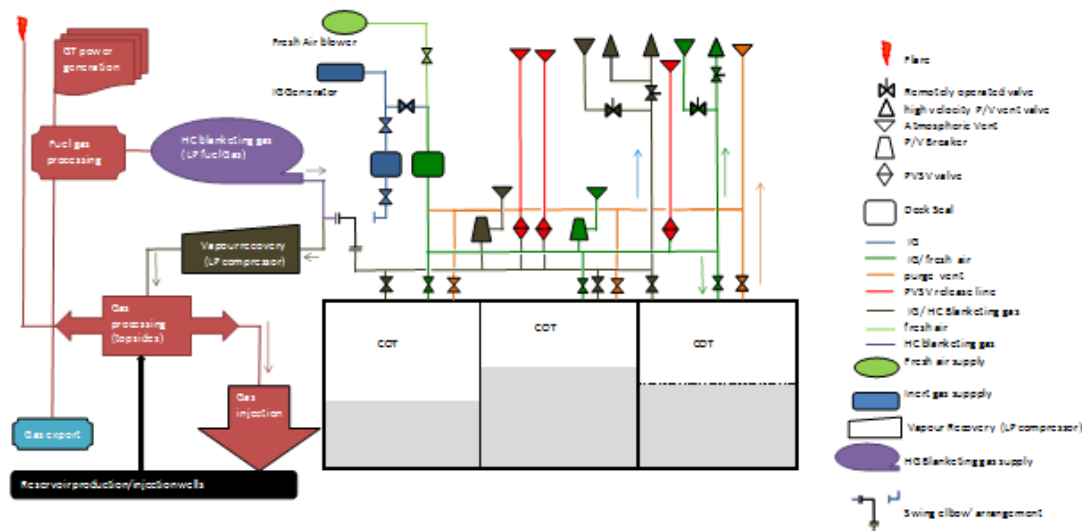 Fresh Air blower
GT power
generation
IG Generator
Fuel gas
processing
HC blanketing gas
(LP fuel Gas)
Vapour recovery
(LP compressor)
Gas
processing
(topsides)
Gas
injection
Gas export
Reservoir production/injection wells
COT
COT
COT
Flare
Remotely operated valve
high velocity P/V vent valve
Atmospheric Vent
P/V Breaker
PVSV valve
Deck Seal
IG
IG/ fresh air
purge vent
PVSV release line
IG/ HC Blanketing gas
fresh air
HC blanketing gas
Fresh air supply
Inert gas suppply
Vapour Recovery (LP compressor)
HG Blanketing gas supply
Swing elbow' arrangement